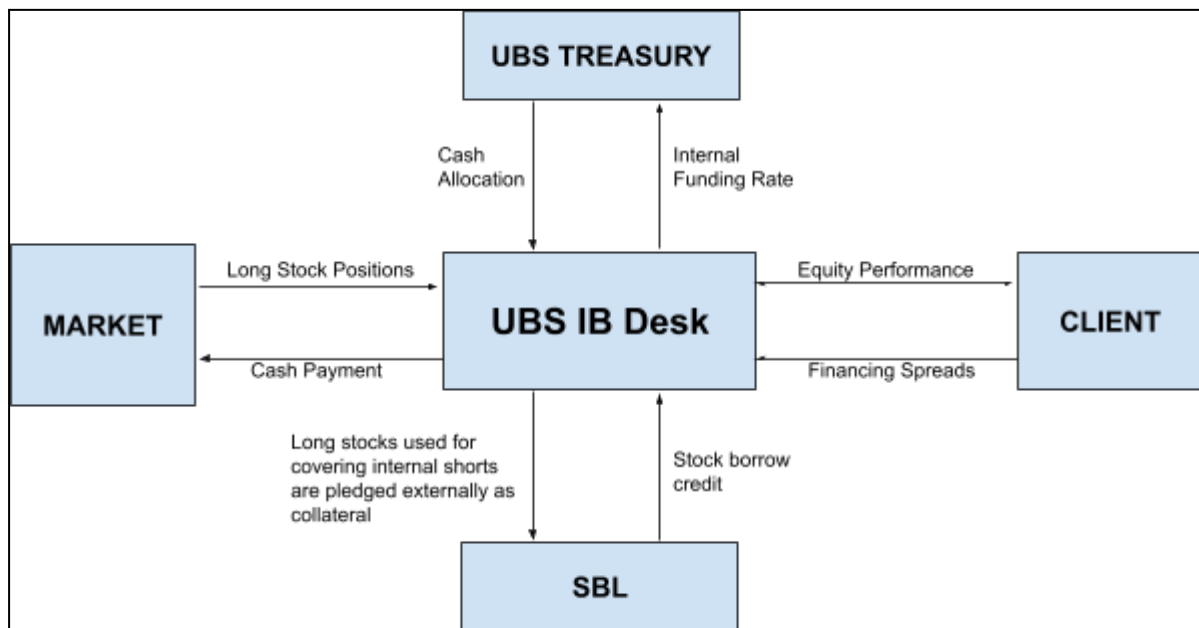 UBS TREASURY
Cash
Allocation
Internal
Funding Rate
Long Stock Positions
Equity Performance
MARKET
UBS IB Desk
CLIENT
Cash Payment
Financing Spreads
Long stocks used for
covering internal shorts
are pledged externally as
collateral
Stock borrow
credit
SBL